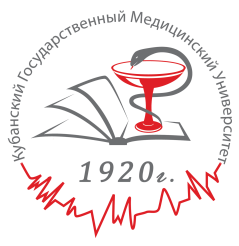 Кубанский Государственный Медицинский Университет
1920г.